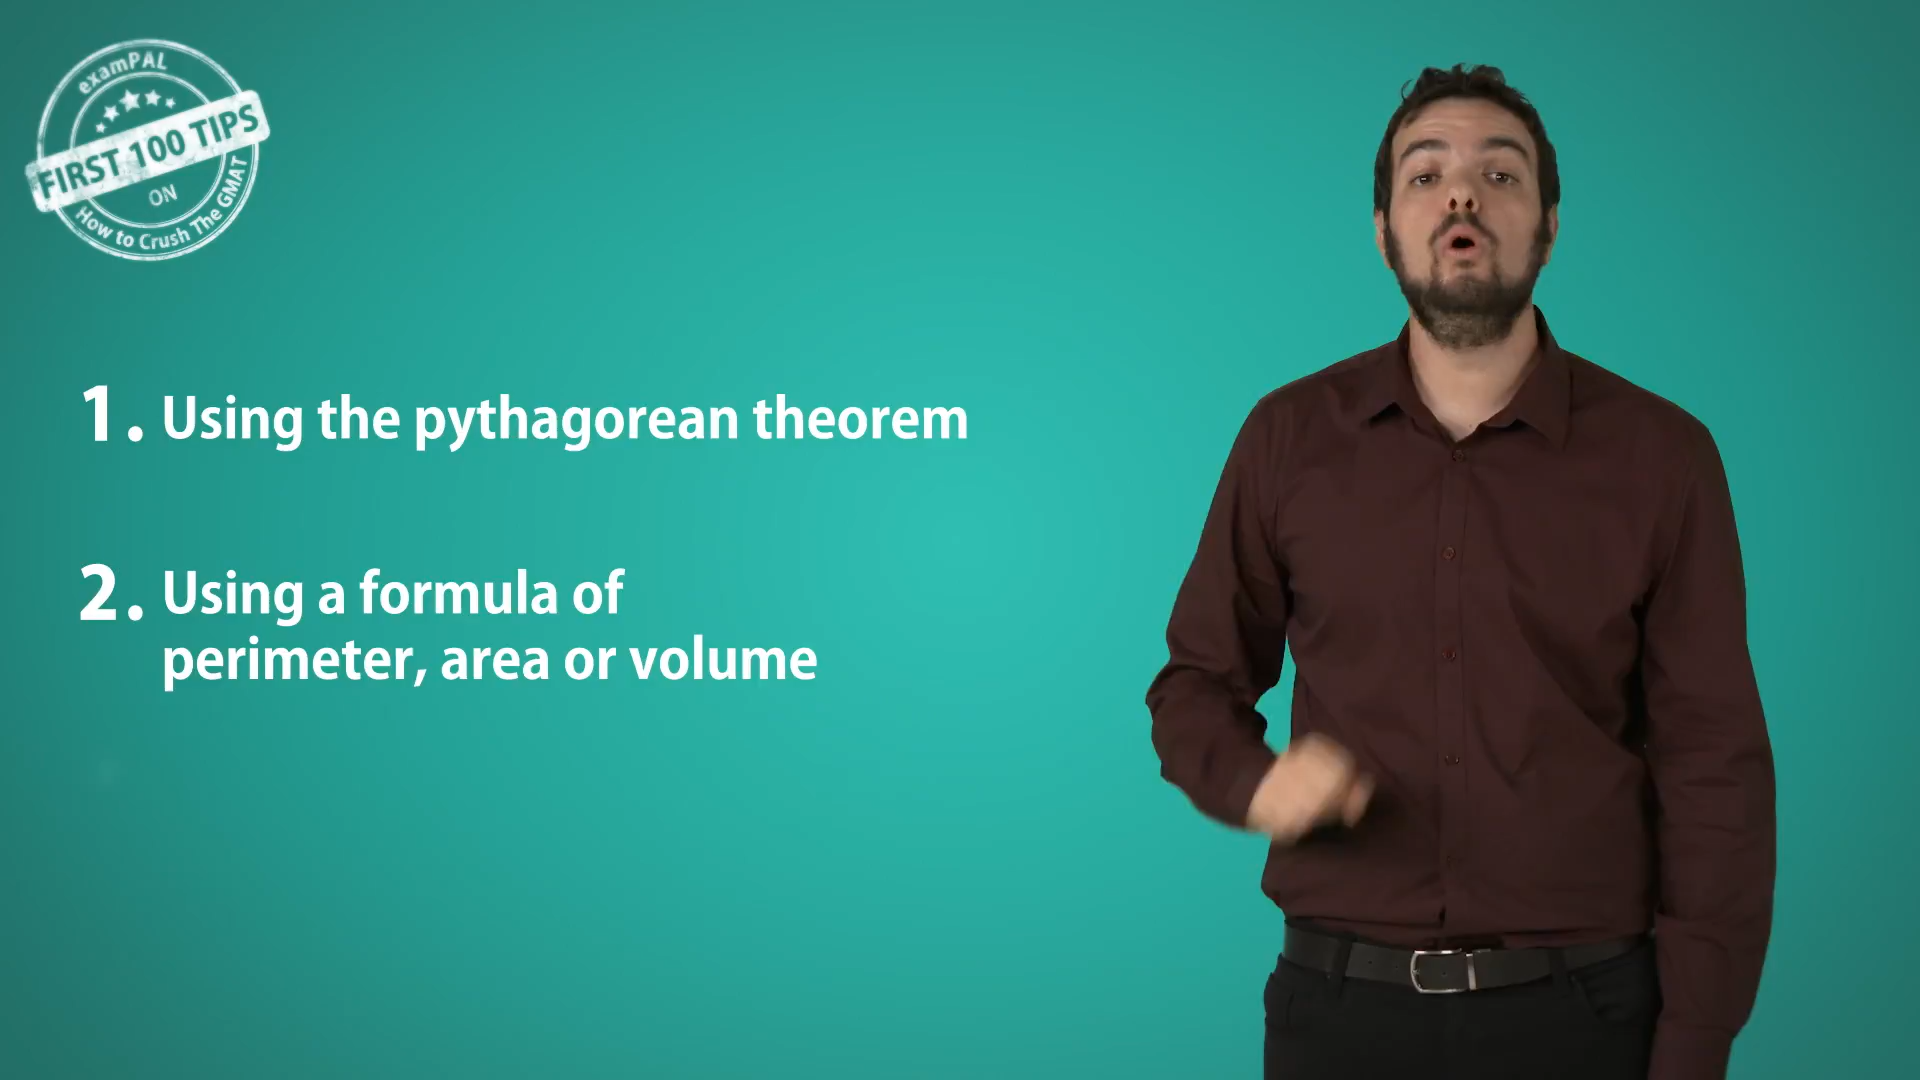 examPAL
FIRST 100 TIPS
ON
How to Crush The GMAT
1. Using the pythagorean theorem
2. Using a formula of
perimeter, area or volume